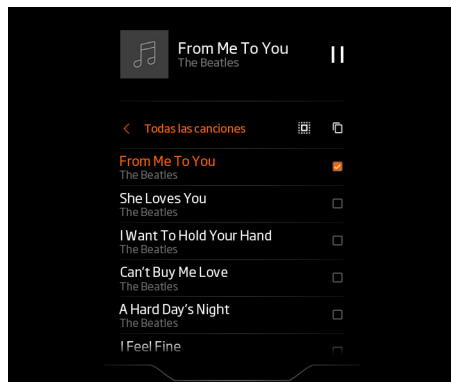 From Me To You
The Beatles
Todas las canciones
From Me To You
The Beatles
She Loves You
The Beatles
I Want To Hold Your Hand
The Beatles
Can't Buy Me Love
The Beatles
A Hard Day's Night
The Beatles
I Feel Fine